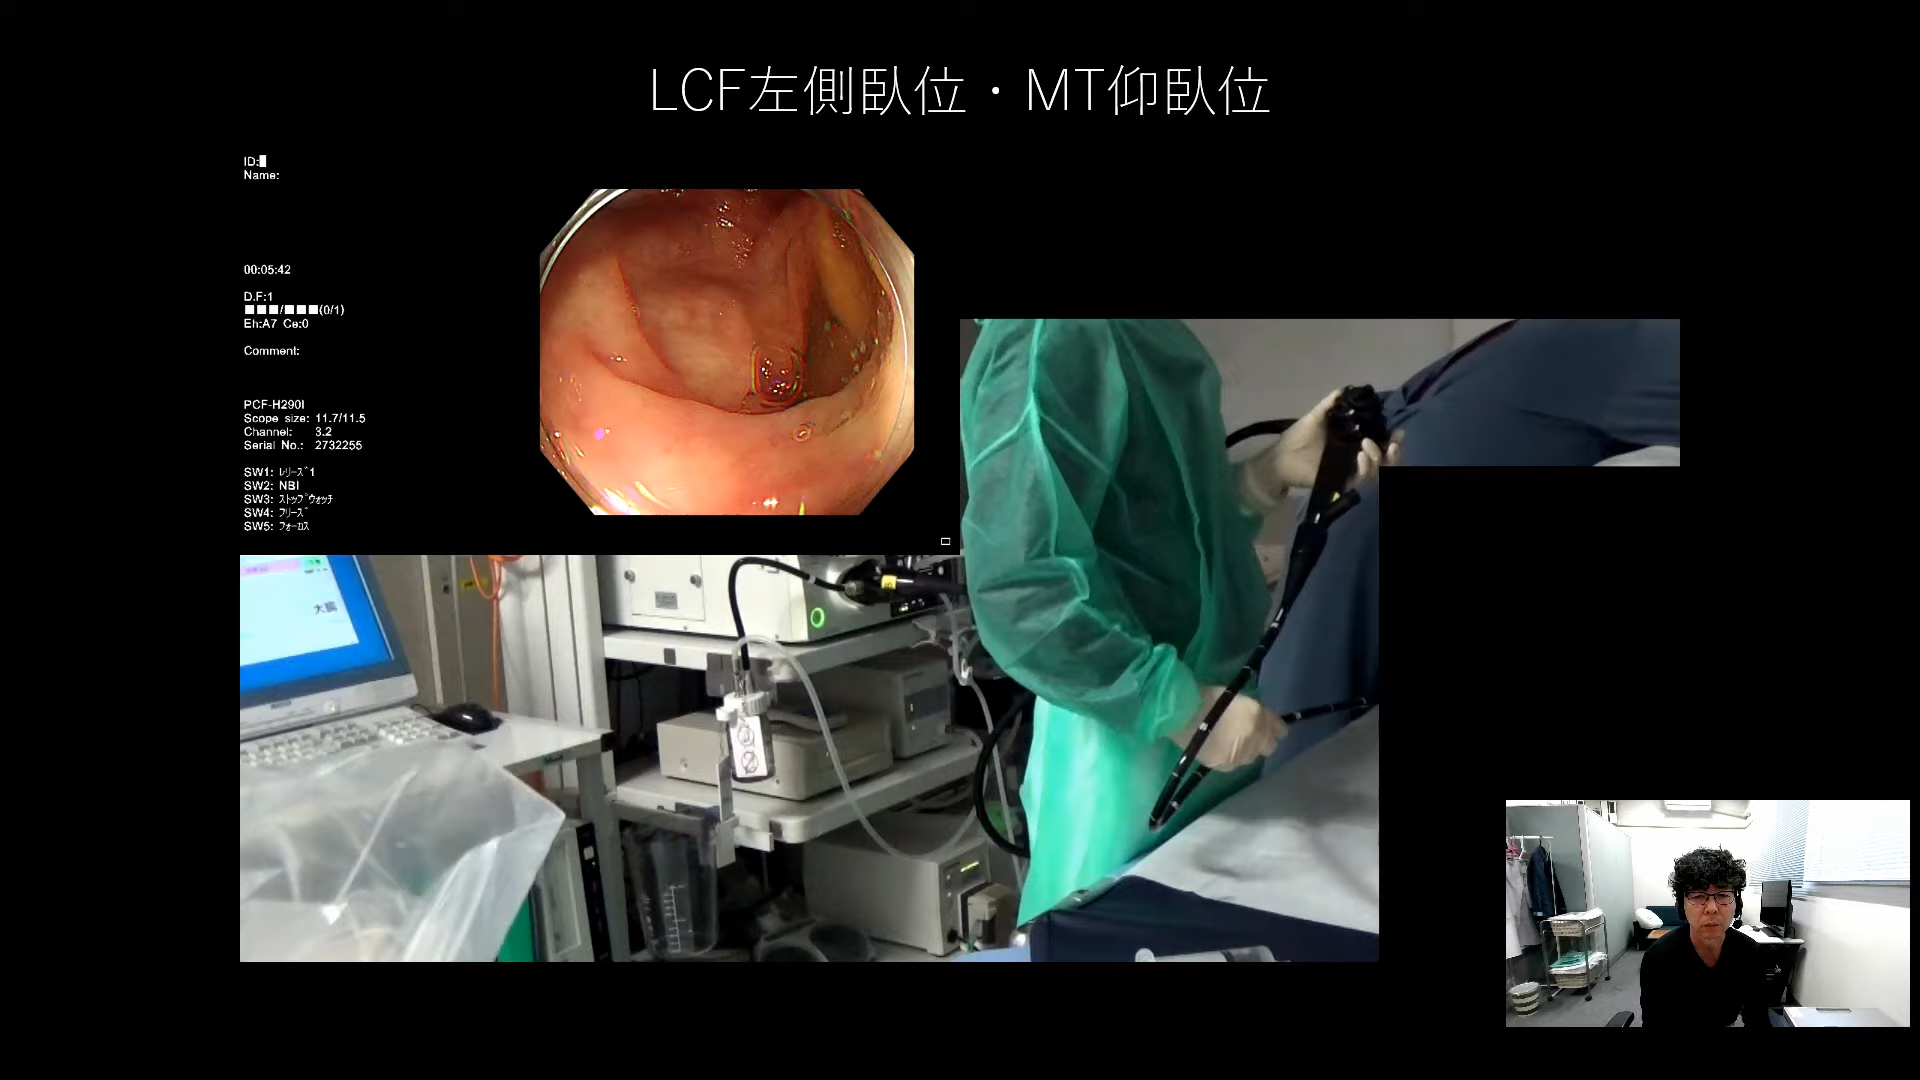 LCF左側臥位・MT仰臥位
ID:
Name:
00:05:42
D.F:1
■■■/■■■(0/1)
Eh:A7 Ce:0
Comment:
PCF-H290I
Scope size: 11.7/11.5
Channel: 3.2
Serial No.: 2732255
SW1: ﾚﾘｰｽﾞ1
SW2: NBI
SW3: ｽﾄｯﾌﾟｳｫｯﾁ
SW4: ﾌﾘｰｽﾞ
SW5: ﾌｫｰｶｽ
大腸